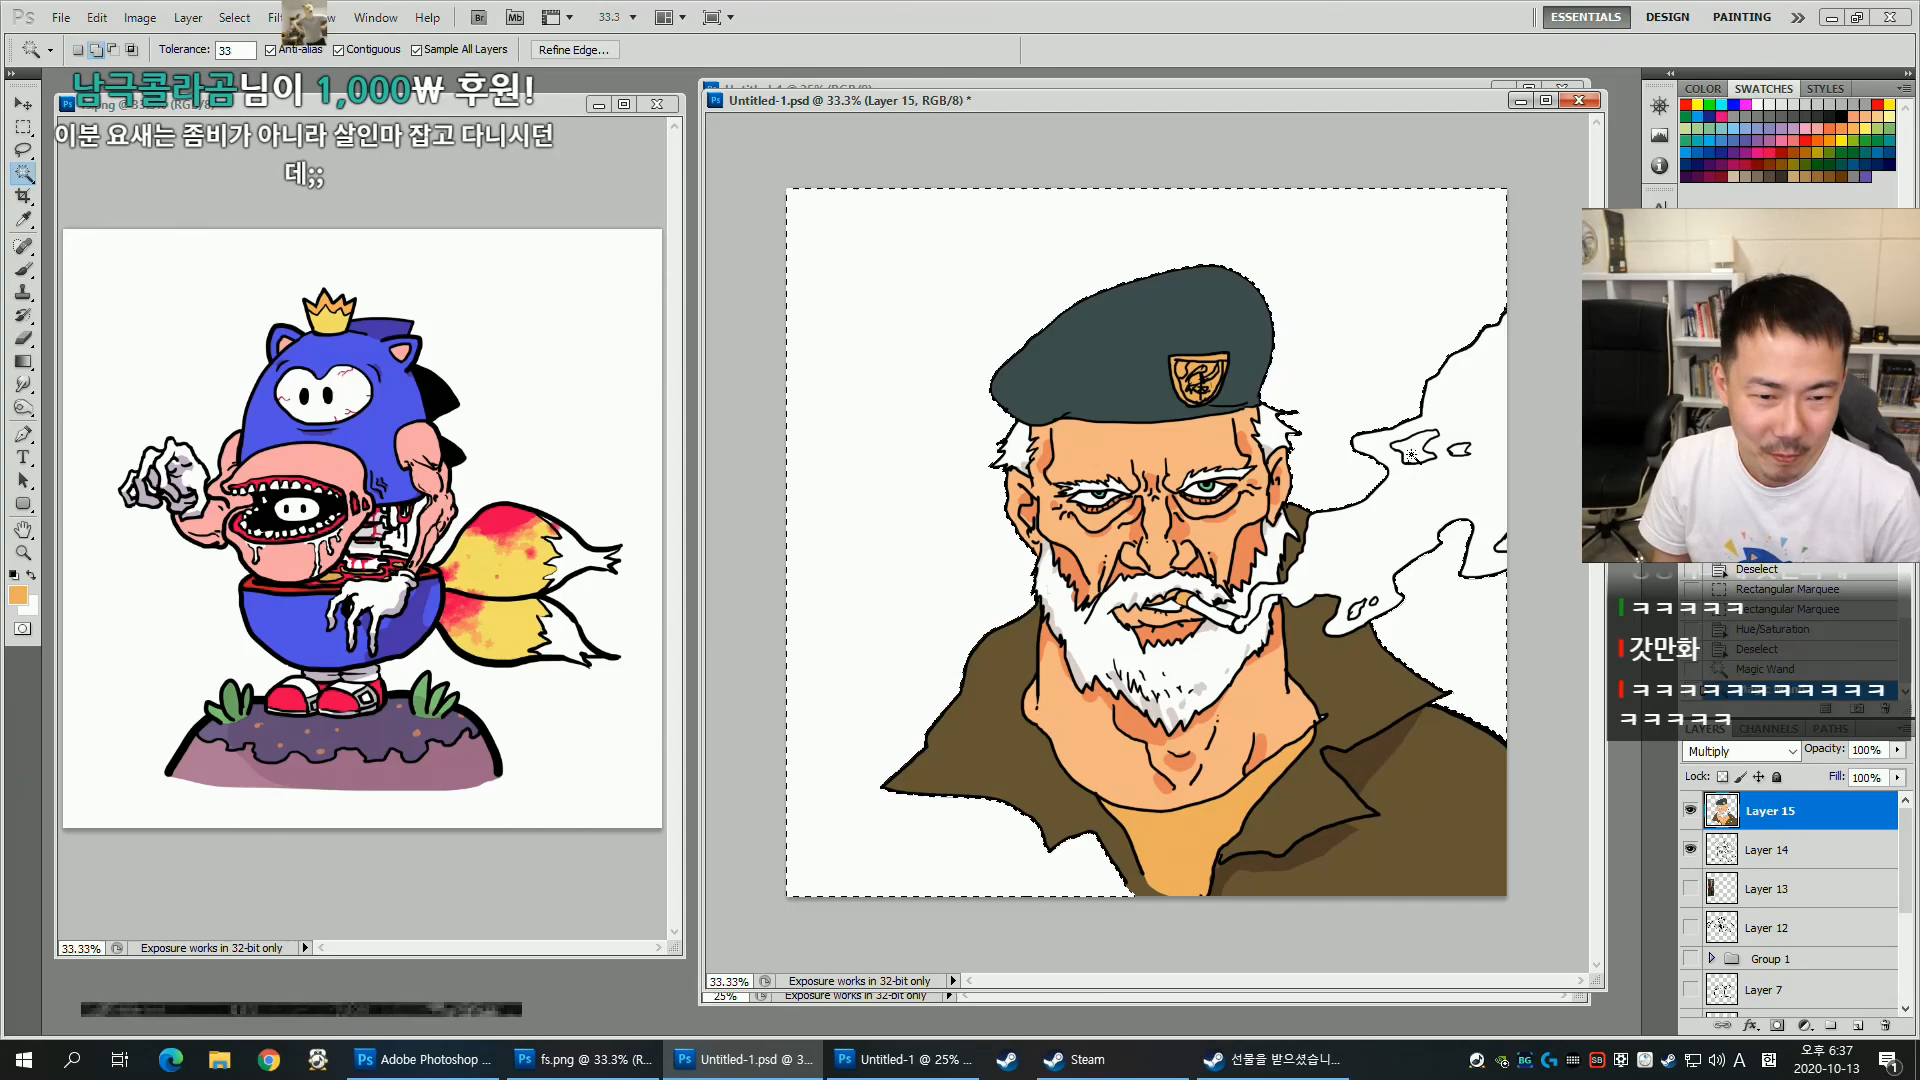 Ps File Edit Image Layer Select Window Help Br Mb 33.3
ESSENTIALS DESIGN PAINTING
Tolerance: 33 Anti-alias Contiguous Sample All Layers Refine Edge...
남극콜라곰님이 1,000₩ 후원!
이분 요새는 좀비가 아니라 살인마 잡고 다니시던
데;;
Untitled-1.psd @ 33.3% (Layer 15, RGB/8) *
COLOR SWATCHES STYLES
Deselect
Rectangular Marquee
Rectangular Marquee
Hue/Saturation
Deselect
Magic Wand
ㅋㅋㅋㅋㅋ
갓만화
ㅋㅋㅋㅋㅋㅋㅋㅋㅋㅋㅋ
ㅋㅋㅋㅋㅋ
LAYERS CHANNELS PATHS
Multiply Opacity: 100%
Lock: Fill: 100%
Layer 15
Layer 14
Layer 13
Layer 12
Group 1
Layer 7
33.33% Exposure works in 32-bit only
33.33% Exposure works in 32-bit only
25% Exposure works in 32-bit only
Adobe Photoshop ...
fs.png @ 33.3% (R...
Untitled-1.psd @ 3...
Untitled-1 @ 25% ...
Steam
선물을 받으셨습니...
A
오후 6:37
2020-10-13